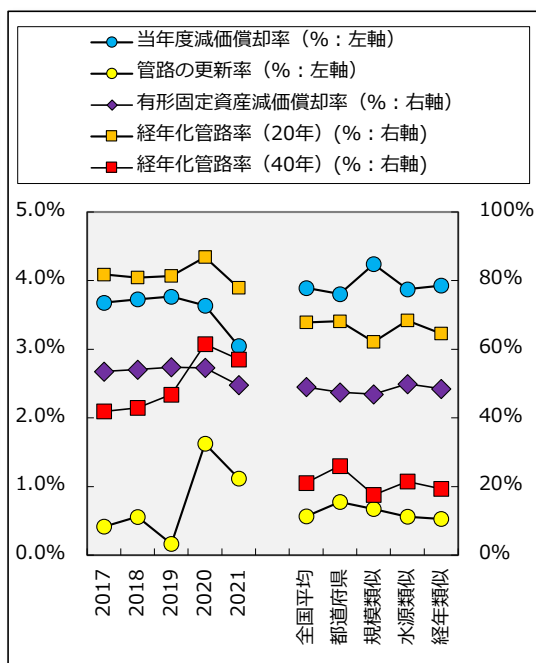 当年度減価償却率（%：左軸）
管路の更新率（%：左軸）
有形固定資産減価償却率（%：右軸）
経年化管路率（20年）(%：右軸)
経年化管路率（40年）(%：右軸)
5.0%
100%
4.0%
80%
3.0%
60%
2.0%
40%
1.0%
20%
0.0%
0%
2017
2018
2019
2020
2021
全国平均
都道府県
規模類似
水源類似
経年類似